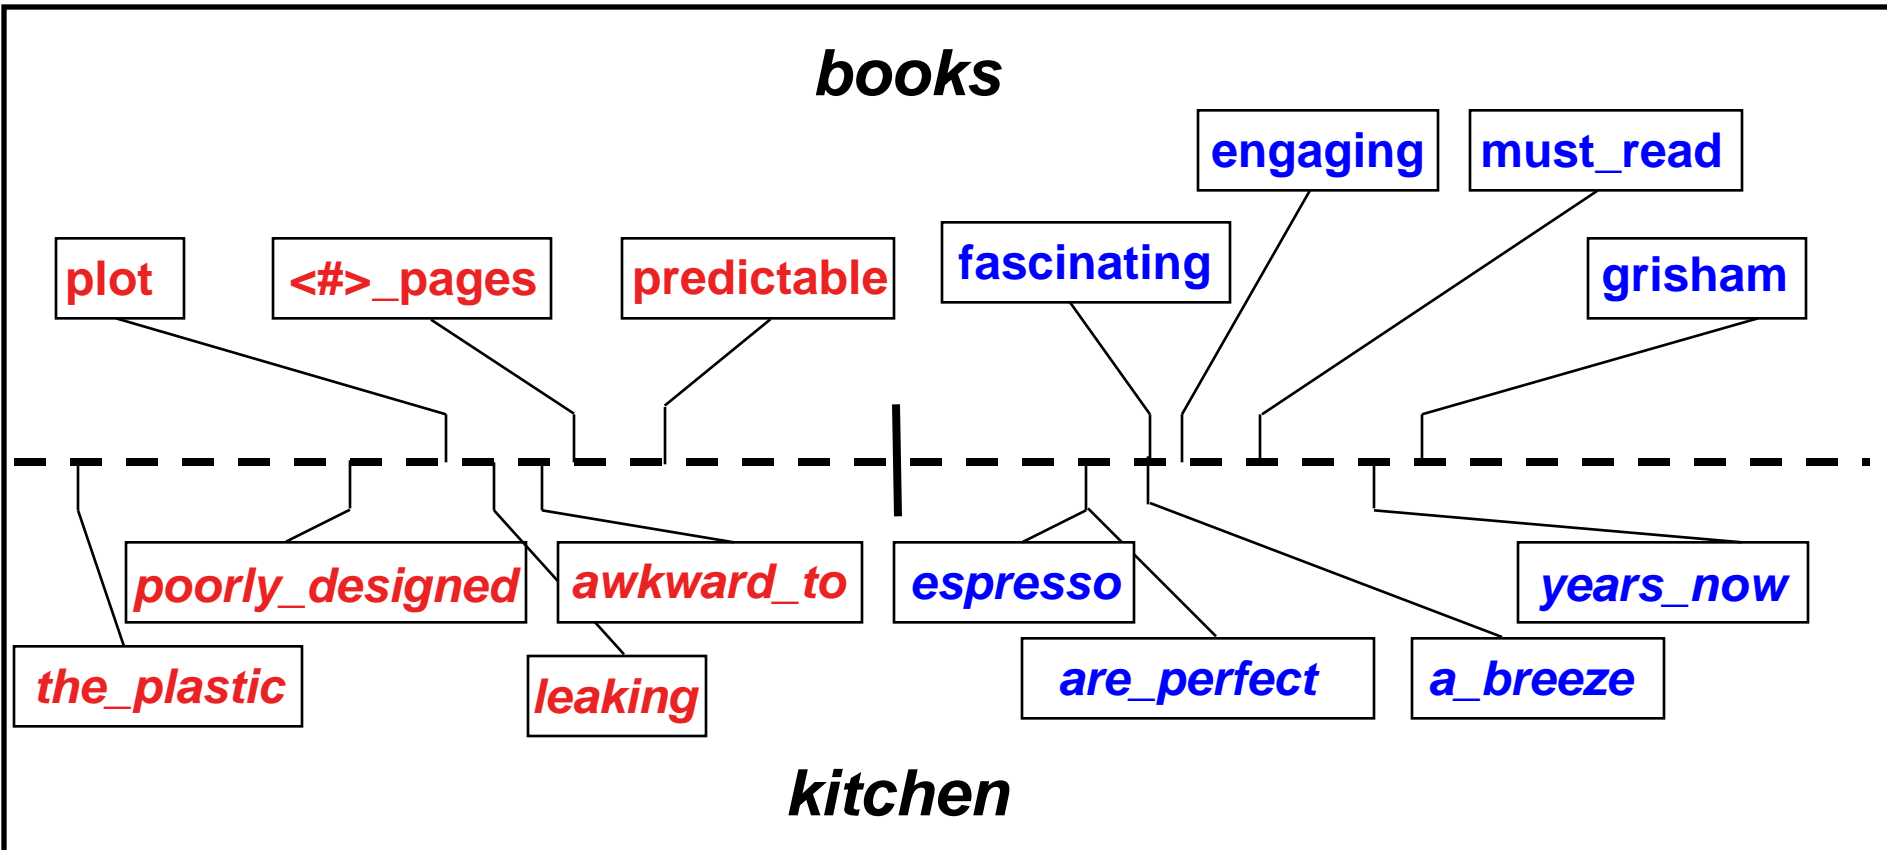 books
engaging
must_read
fascinating
plot
<#>_pages
predictable
grisham
poorly_designed
awkward_to
espresso
years_now
the_plastic
leaking
are_perfect
a_breeze
kitchen